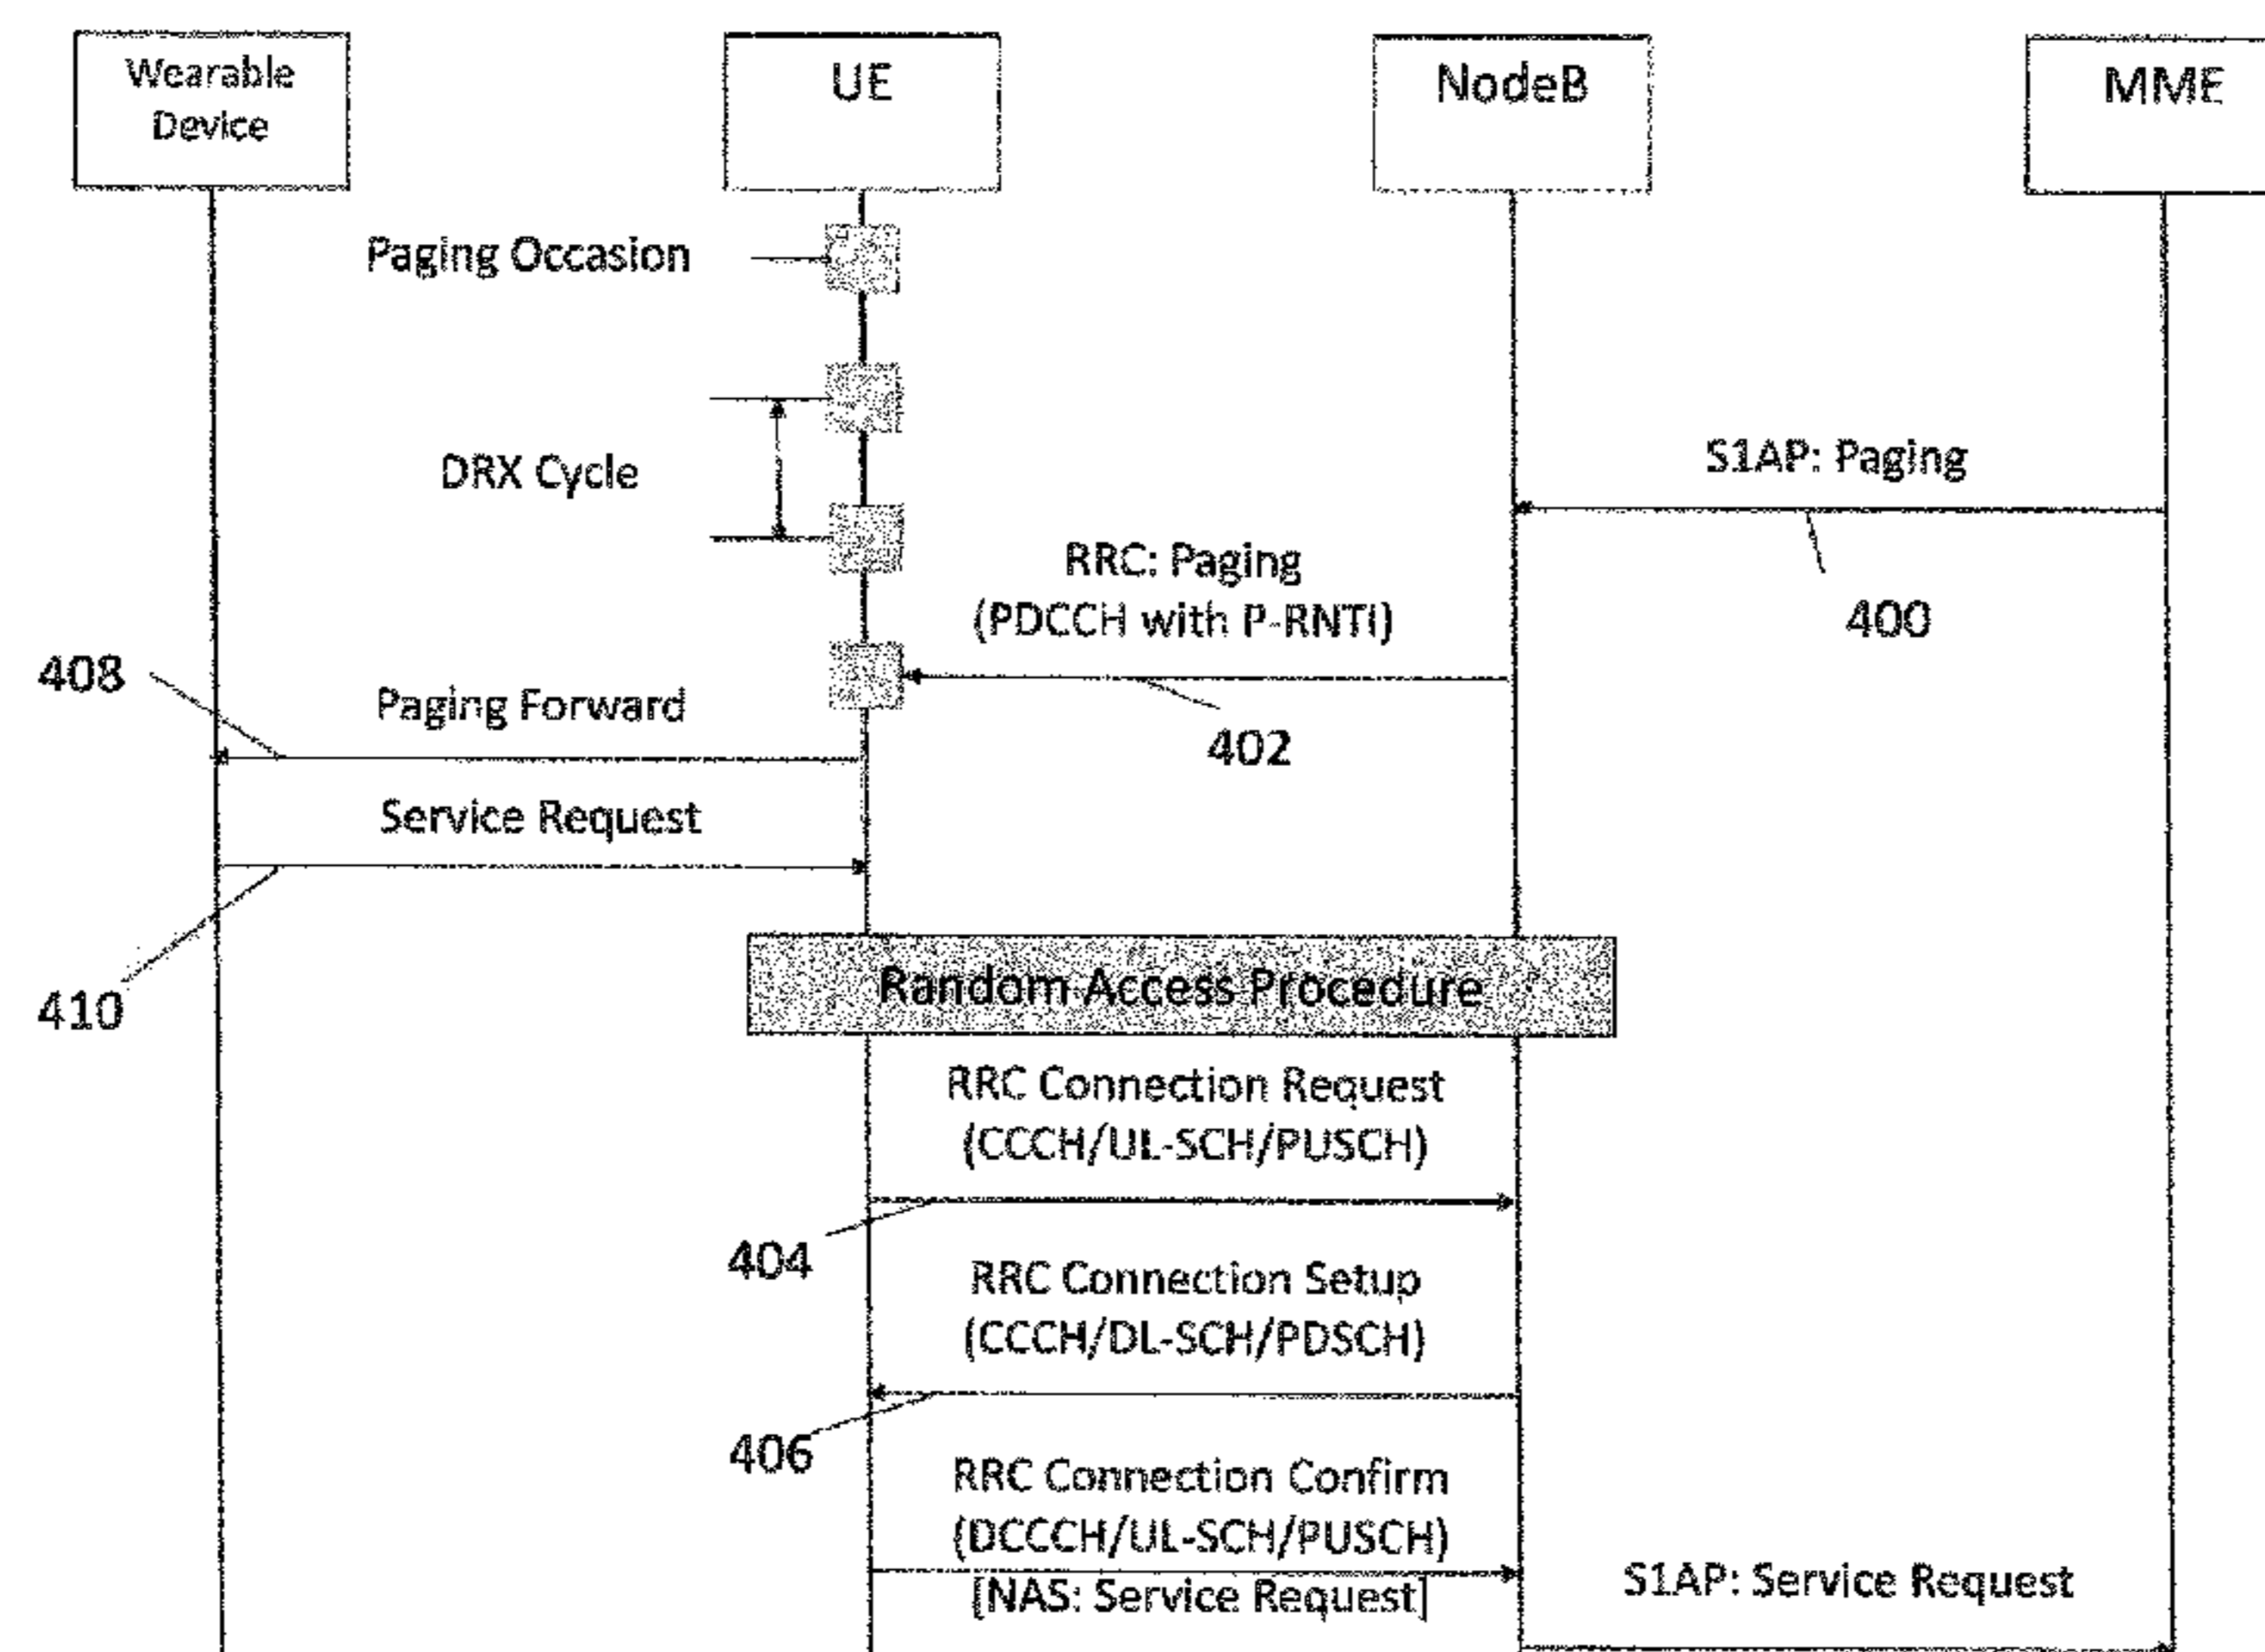 Wearable
Device
UE
NodeB
MME
Paging Occasion
DRX Cycle
S1AP: Paging
400
RRC: Paging
(PDCCH with P-RNTI)
402
408
Paging Forward
Service Request
410
Random Access Procedure
RRC Connection Request
(CCCH/UL-SCH/PUSCH)
404
RRC Connection Setup
(CCCH/DL-SCH/PDSCH)
406
RRC Connection Confirm
(DCCCH/UL-SCH/PUSCH)
[NAS: Service Request]
S1AP: Service Request